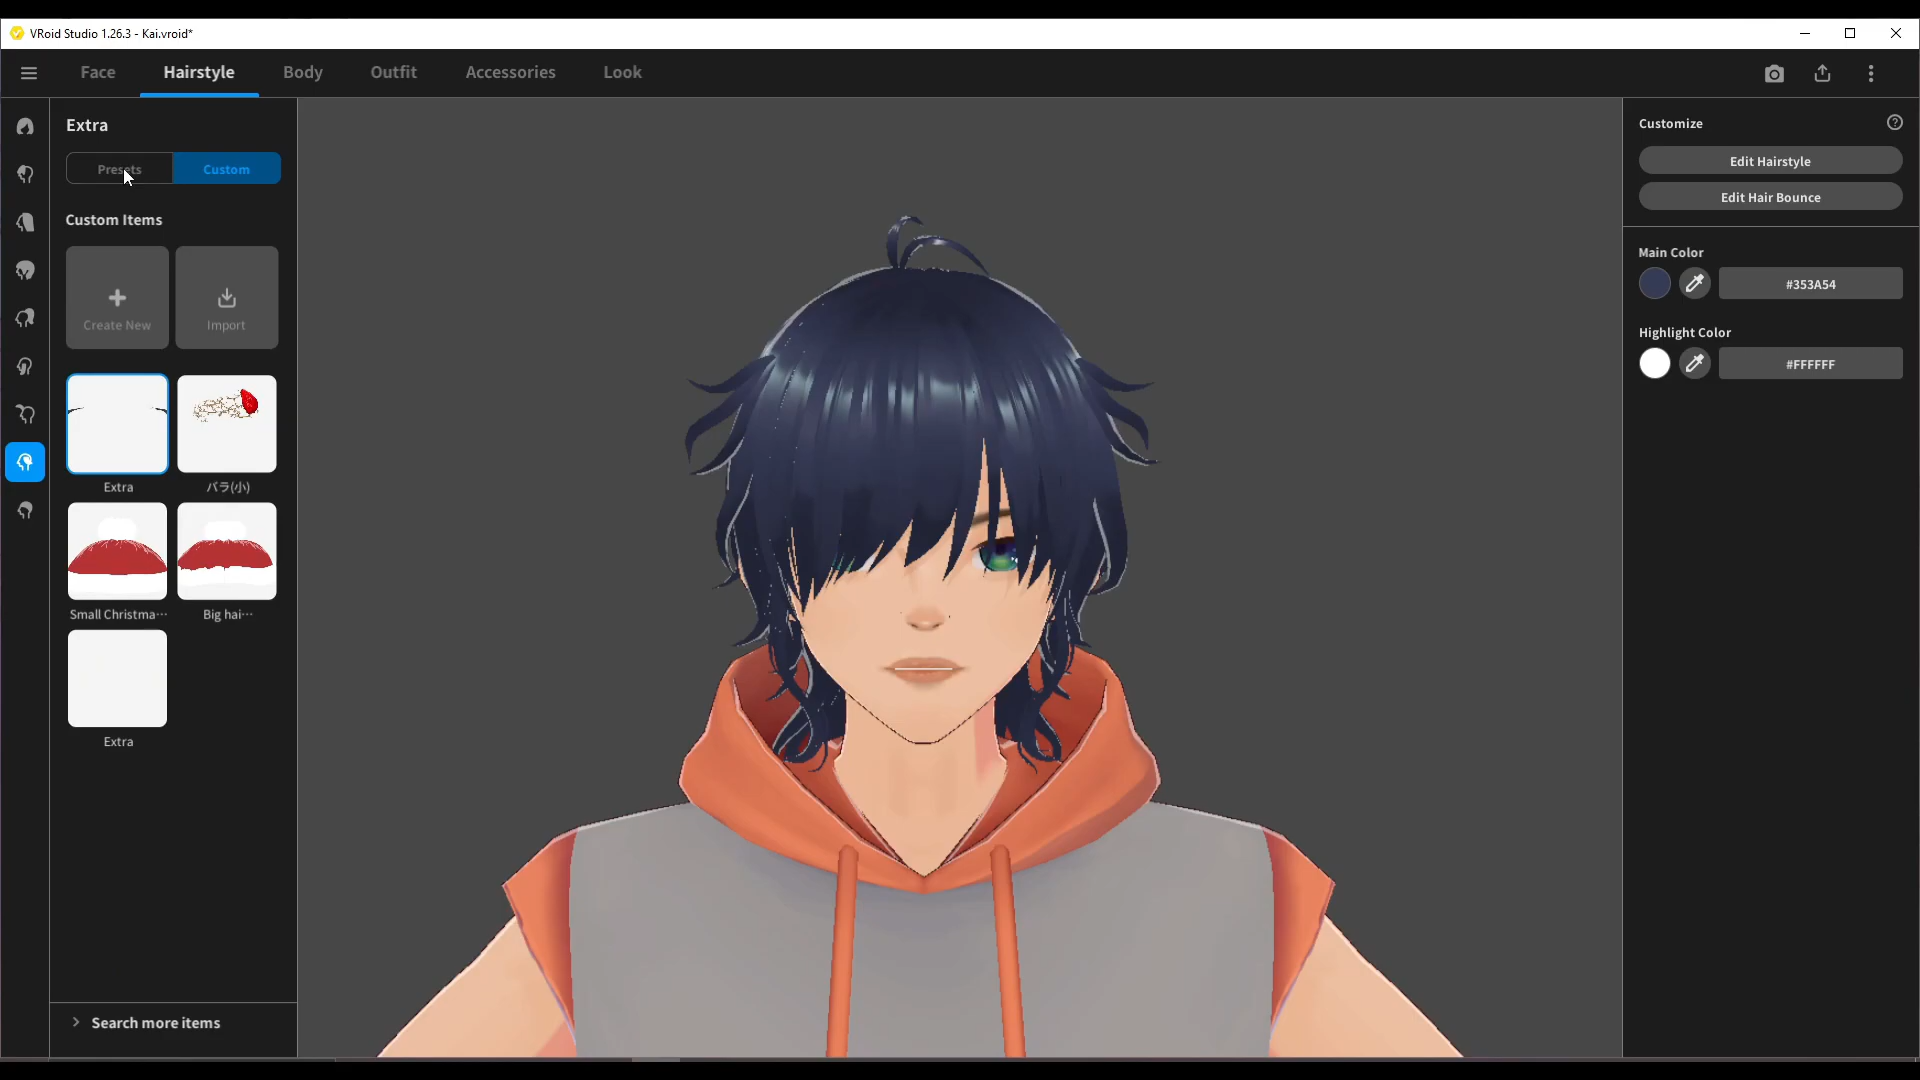 VRoid Studio 1.26.3 - Kai.vroid*
Face
Hairstyle
Body
Outfit
Accessories
Look
Extra
Presets
Custom
Custom Items
Create New
Import
Extra
バラ(小)
Small Christma…
Big hai…
Extra
Search more items
Customize
Edit Hairstyle
Edit Hair Bounce
Main Color
#353A54
Highlight Color
#FFFFFF